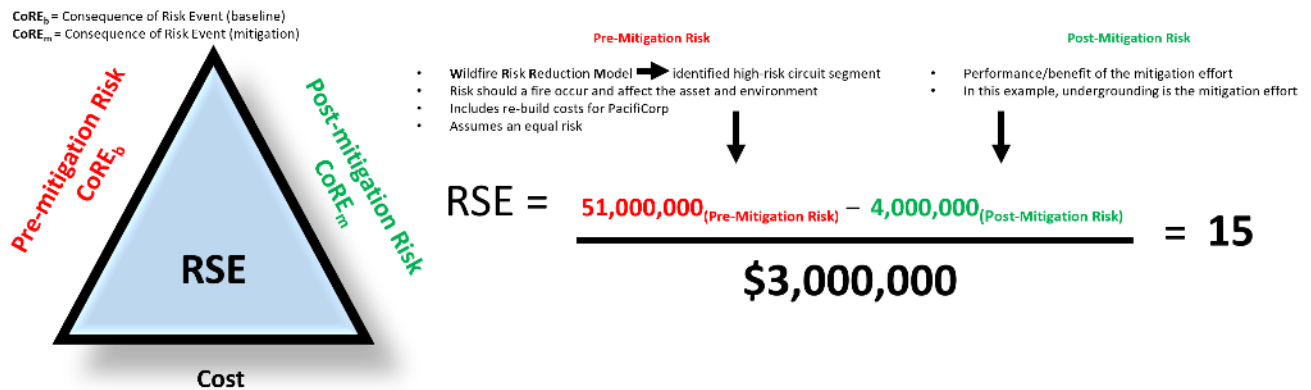 CoREb = Consequence of Risk Event (baseline)
CoREm = Consequence of Risk Event (mitigation)
Pre-mitigation Risk
CoREb
Post-mitigation Risk
CoREm
RSE
Cost
Pre-Mitigation Risk
• Wildfire Risk Reduction Model identified high-risk circuit segment
• Risk should a fire occur and affect the asset and environment
• Includes re-build costs for PacifiCorp
• Assumes an equal risk
Post-Mitigation Risk
• Performance/benefit of the mitigation effort
• In this example, undergrounding is the mitigation effort
RSE = 51,000,000(Pre-Mitigation Risk) – 4,000,000(Post-Mitigation Risk) = 15
$3,000,000